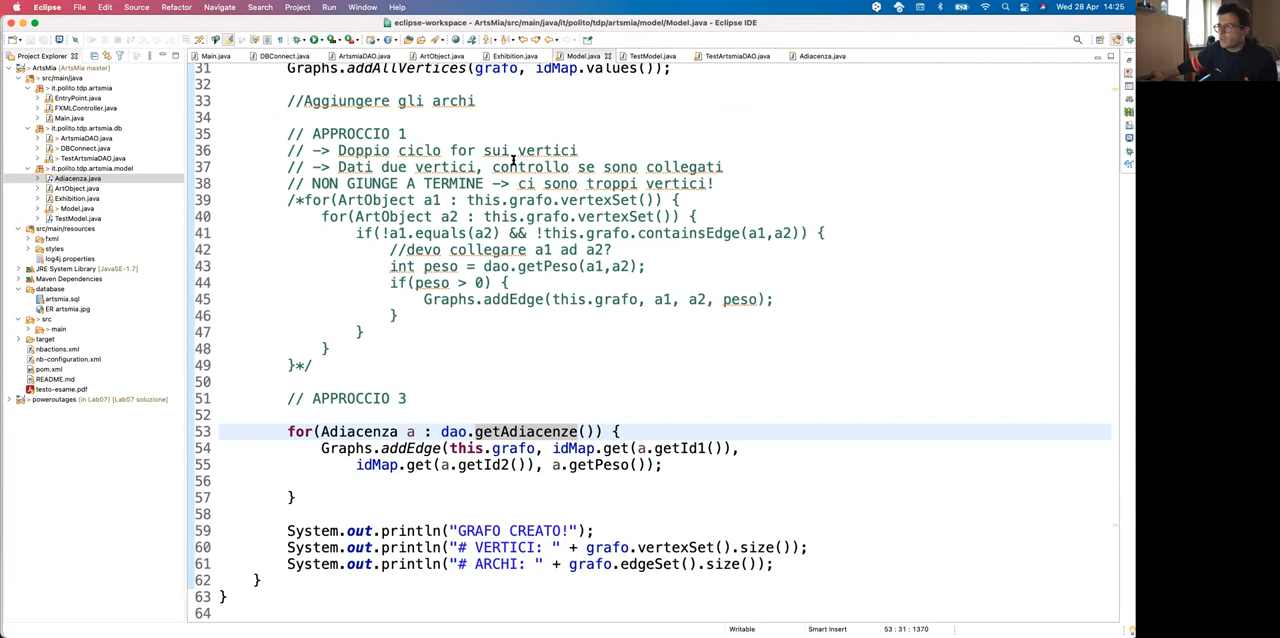 Eclipse File Edit Source Refactor Navigate Search Project Run Window Help Wed 28 Apr 14:25
eclipse-workspace - ArtsMia/src/main/java/it/polito/tdp/artsmia/model/Model.java - Eclipse IDE
Project Explorer
ArtsMia [ArtsMia master]
src/main/java
it.polito.tdp.artsmia
EntryPoint.java
FXMLController.java
Main.java
it.polito.tdp.artsmia.db
ArtsmiaDAO.java
DBConnect.java
TestArtsmiaDAO.java
it.polito.tdp.artsmia.model
Adiacenza.java
ArtObject.java
Exhibition.java
Model.java
TestModel.java
src/main/resources
fxml
styles
log4j.properties
JRE System Library [JavaSE-1.7]
Maven Dependencies
database
artsmia.sql
ER artsmia.jpg
src
main
target
nbactions.xml
nb-configuration.xml
pom.xml
README.md
testo-esame.pdf
poweroutages (in Lab07) [Lab07 soluzione]
Main.java DBConnect.java ArtsmiaDAO.java ArtObject.java Exhibition.java Model.java TestModel.java TestArtsmiaDAO.java Adiacenza.java
31 Graphs.addAllVertices(grafo, idMap.values());
32
33 //Aggiungere gli archi
34
35 // APPROCCIO 1
36 // -> Doppio ciclo for sui vertici
37 // -> Dati due vertici, controllo se sono collegati
38 // NON GIUNGE A TERMINE -> ci sono troppi vertici!
39 /*for(ArtObject a1 : this.grafo.vertexSet()) {
40 for(ArtObject a2 : this.grafo.vertexSet()) {
41 if(!a1.equals(a2) && !this.grafo.containsEdge(a1,a2)) {
42 //devo collegare a1 ad a2?
43 int peso = dao.getPeso(a1,a2);
44 if(peso > 0) {
45 Graphs.addEdge(this.grafo, a1, a2, peso);
46 }
47 }
48 }
49 }*/
50
51 // APPROCCIO 3
52
53 for(Adiacenza a : dao.getAdiacenze()) {
54 Graphs.addEdge(this.grafo, idMap.get(a.getId1()),
55 idMap.get(a.getId2()), a.getPeso());
56
57 }
58
59 System.out.println("GRAFO CREATO!");
60 System.out.println("# VERTICI: " + grafo.vertexSet().size());
61 System.out.println("# ARCHI: " + grafo.edgeSet().size());
62 }
63 }
64
Writable Smart Insert 53 : 31 : 1370